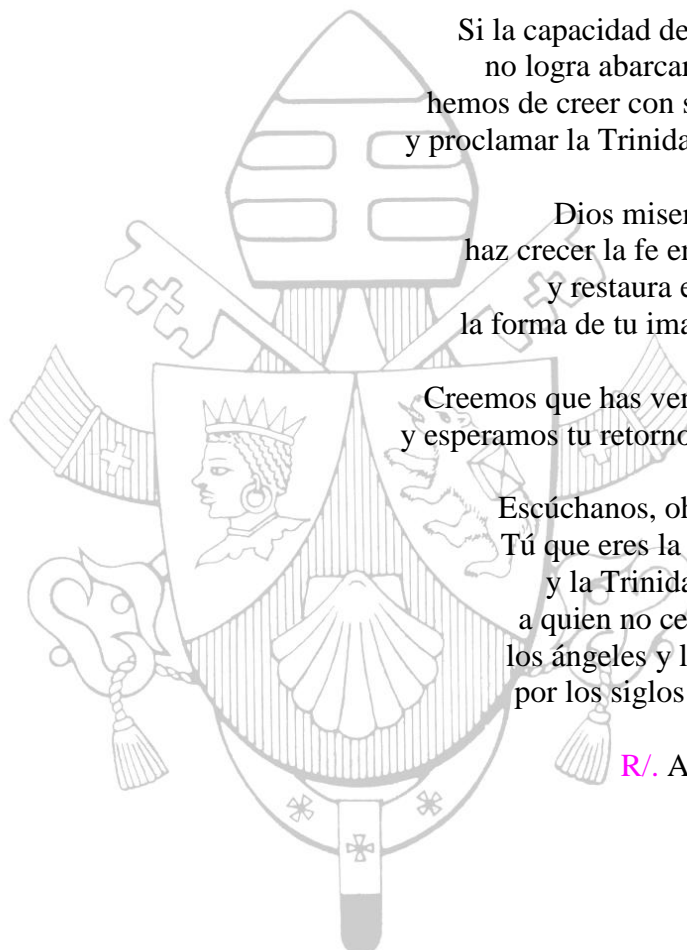 Si la capacidad de
no logra abarcar
hemos de creer con s
y proclamar la Trinida
Dios miser
haz crecer la fe en
y restaura e
la forma de tu ima
Creemos que has ven
y esperamos tu retorno
Escúchanos, oh
Tú que eres la
y la Trinida
a quien no ce
los ángeles y l
por los siglos
R/. A